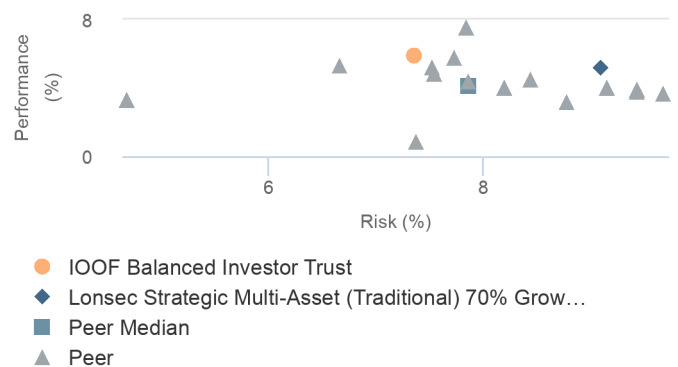 8
Performance
(%)
0
6 8
Risk (%)
IOOF Balanced Investor Trust
Lonsec Strategic Multi-Asset (Traditional) 70% Grow…
Peer Median
Peer